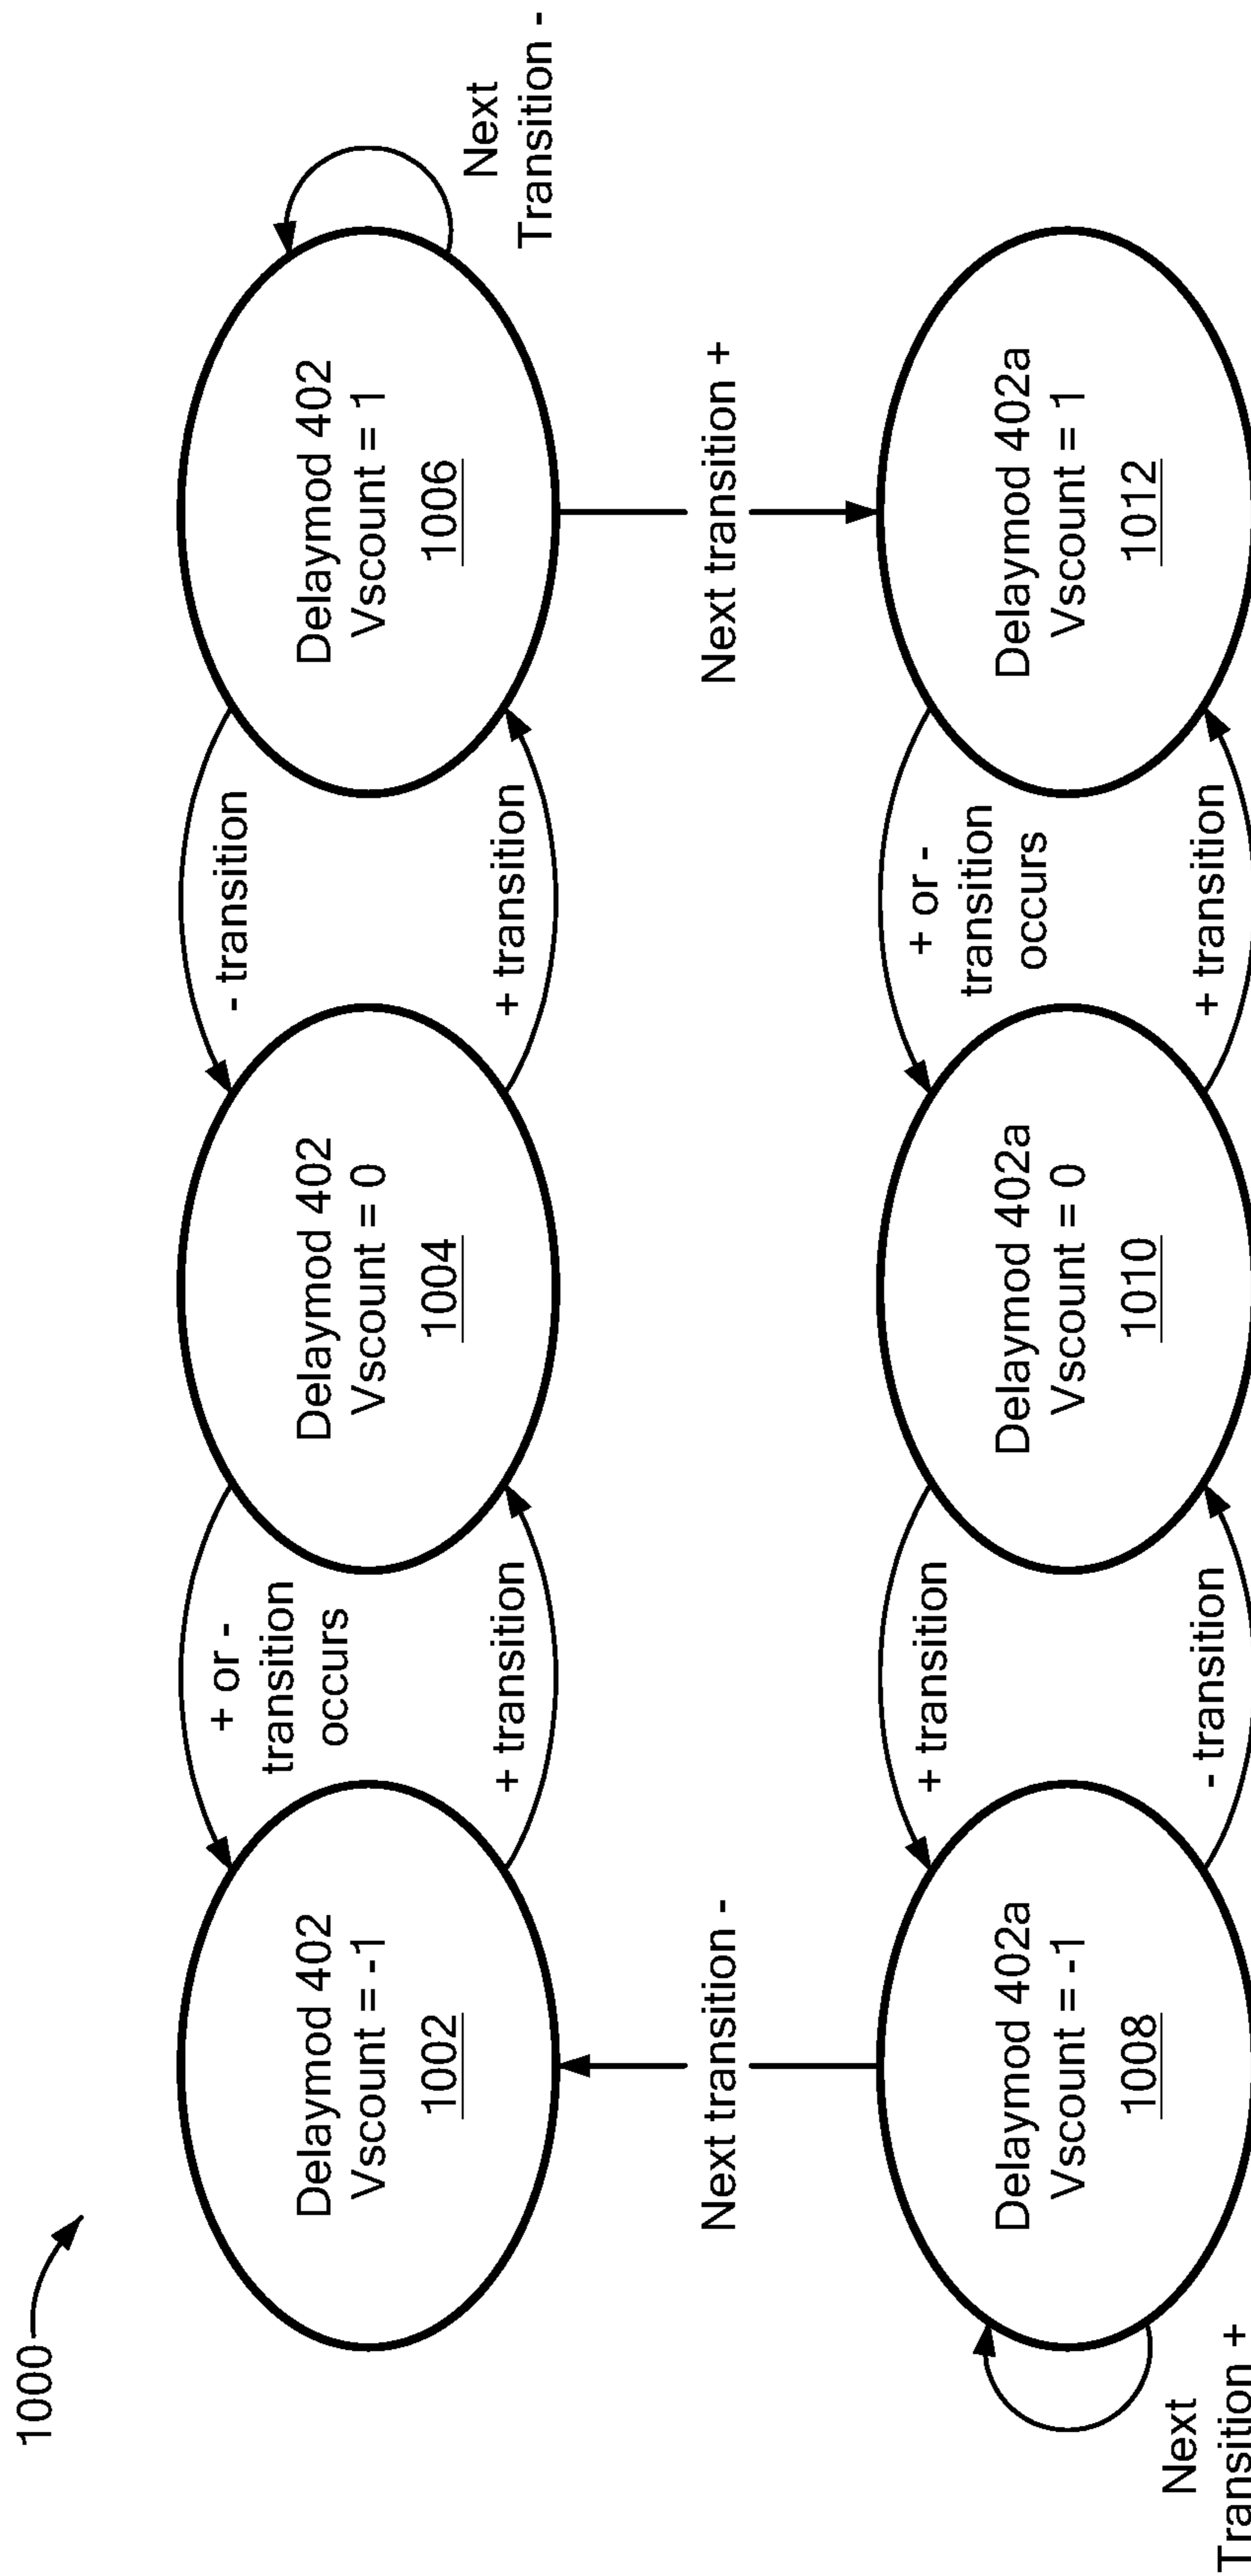 1000
Delaymod 402
Vscount = -1
1002
+ or -
transition
occurs
+ transition
Delaymod 402
Vscount = 0
1004
- transition
+ transition
Delaymod 402
Vscount = 1
1006
Next
Transition -
Next transition -
Next transition +
Next
Transition +
Delaymod 402a
Vscount = -1
1008
+ transition
- transition
Delaymod 402a
Vscount = 0
1010
+ or -
transition
occurs
+ transition
Delaymod 402a
Vscount = 1
1012